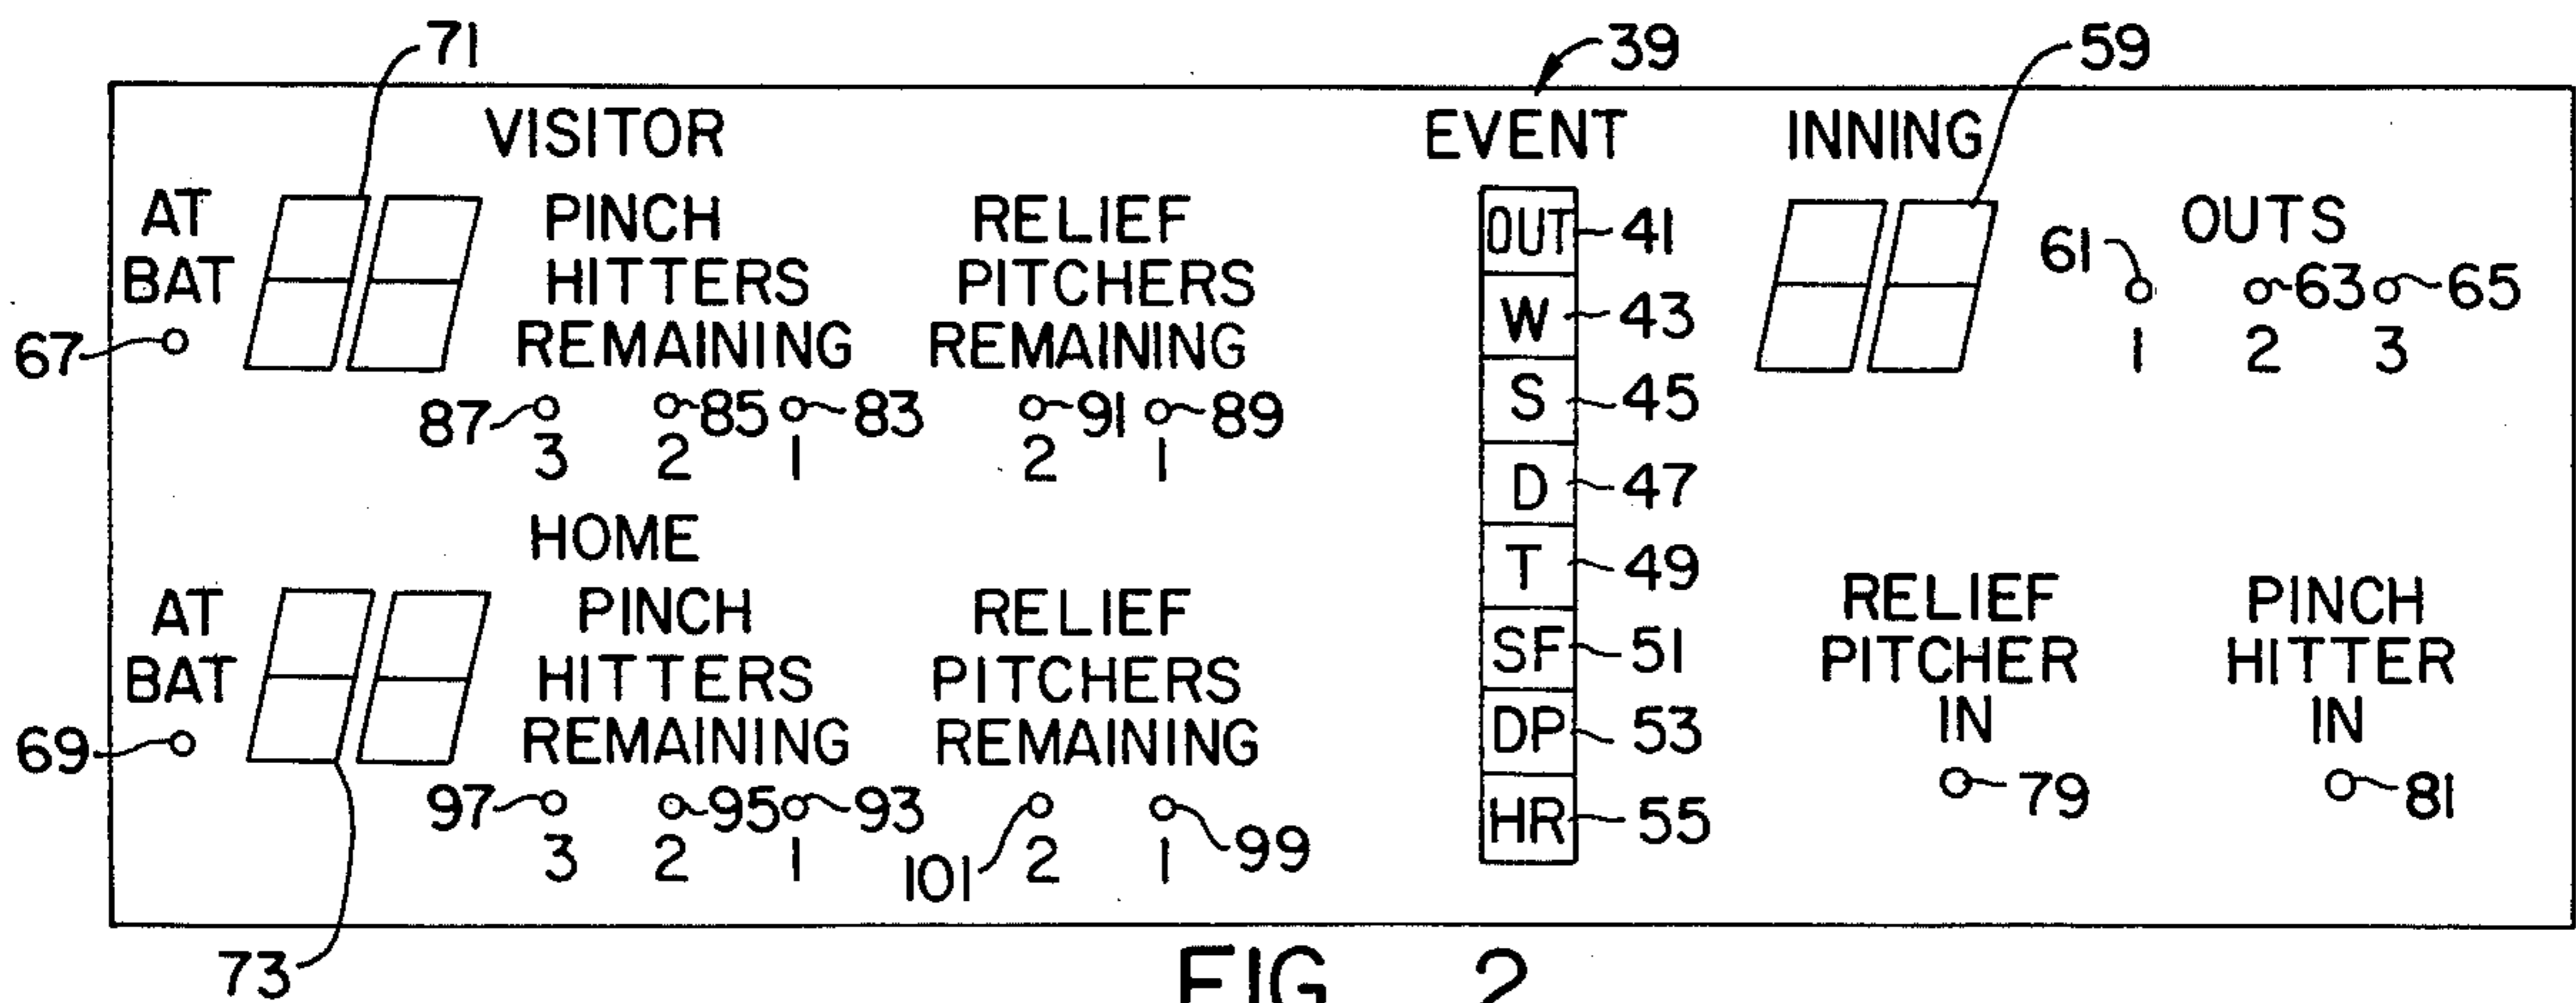 71
39
59
VISITOR
EVENT
INNING
AT
BAT
67
PINCH
HITTERS
REMAINING
87
85
83
3 2 1
RELIEF
PITCHERS
REMAINING
91
89
2 1
OUT
41
W
43
S
45
D
47
T
49
SF
51
DP
53
HR
55
OUTS
61
63
65
1 2 3
HOME
AT
BAT
69
73
PINCH
HITTERS
REMAINING
97
95
93
3 2 1
RELIEF
PITCHERS
REMAINING
101
99
2 1
RELIEF
PITCHER
IN
79
PINCH
HITTER
IN
81
FIG 2